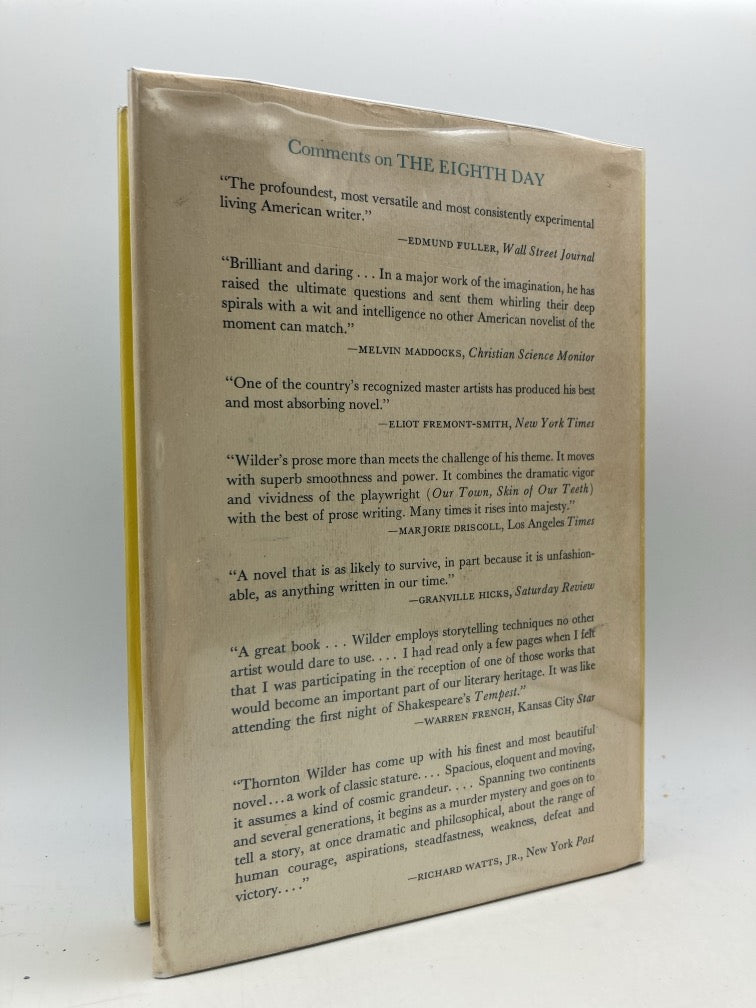 Comments on THE EIGHTH DAY
“The profoundest, most versatile and most consistently experimental
living American writer.”
—EDMUND FULLER, Wall Street Journal
“Brilliant and daring . . . In a major work of the imagination, he has
raised the ultimate questions and sent them whirling their deep
spirals with a wit and intelligence no other American novelist of the
moment can match.”
—MELVIN MADDOCKS, Christian Science Monitor
“One of the country’s recognized master artists has produced his best
and most absorbing novel.”
—ELIOT FREMONT-SMITH, New York Times
“Wilder’s prose more than meets the challenge of his theme. It moves
with superb smoothness and power. It combines the dramatic vigor
and vividness of the playwright (Our Town, Skin of Our Teeth)
with the best of prose writing. Many times it rises into majesty.”
—MARJORIE DRISCOLL, Los Angeles Times
“A novel that is as likely to survive, in part because it is unfashion-
able, as anything written in our time.”
—GRANVILLE HICKS, Saturday Review
“A great book . . . Wilder employs storytelling techniques no other
artist would dare to use. . . . I had read only a few pages when I felt
that I was participating in the reception of one of those works that
would become an important part of our literary heritage. It was like
attending the first night of Shakespeare’s Tempest.”
—WARREN FRENCH, Kansas City Star
“Thornton Wilder has come up with his finest and most beautiful
novel . . . a work of classic stature. . . . Spacious, eloquent and moving,
it assumes a kind of cosmic grandeur. . . . Spanning two continents
and several generations, it begins as a murder mystery and goes on to
tell a story, at once dramatic and philosophical, about the range of
human courage, aspirations, steadfastness, weakness, defeat and
victory. . . .”
—RICHARD WATTS, JR., New York Post